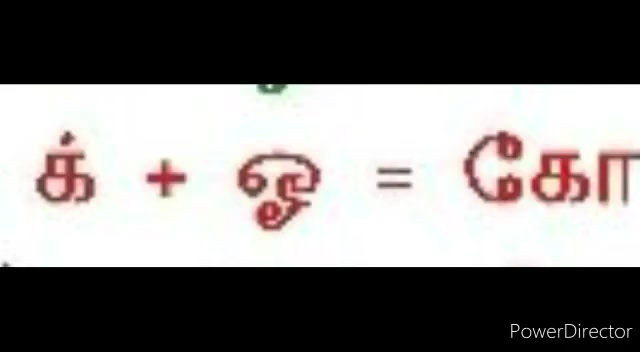 க் + ஓ = கோ
PowerDirector